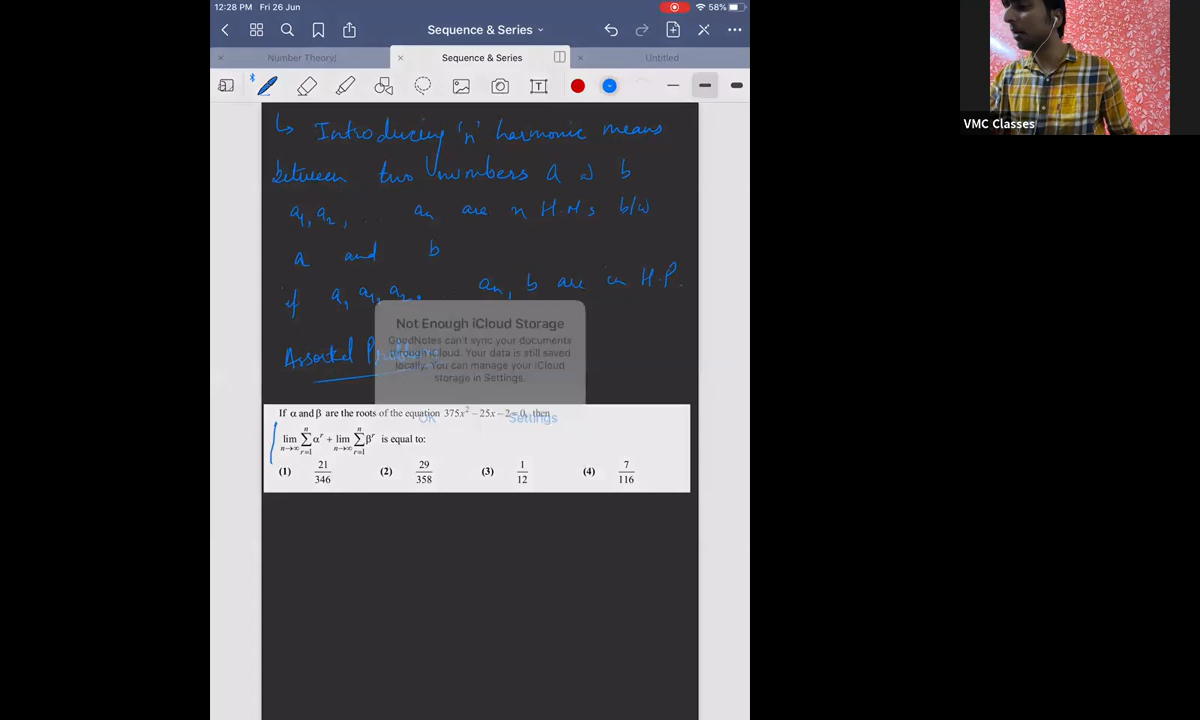 12:28 PM Fri 26 Jun
58%
Sequence & Series
Number Theory
Sequence & Series
Untitled
VMC Classes
↳ Introducing 'n' harmonic means
between two numbers a & b
a₁, a₂, ... aₙ are n H.M s b/w
a and b
if a, a₁, a₂, aₙ, b are in H.P.
Not Enough iCloud Storage
GoodNotes can't sync your documents
through iCloud. Your data is still saved
locally. You can manage your iCloud
storage in Settings.
OK Settings
Assorted Problems
If α and β are the roots of the equation 375x² − 25x − 2 = 0, then
lim n→∞ ∑ r=1 n αʳ + lim n→∞ ∑ r=1 n βʳ is equal to:
(1) 21/346 (2) 29/358 (3) 1/12 (4) 7/116